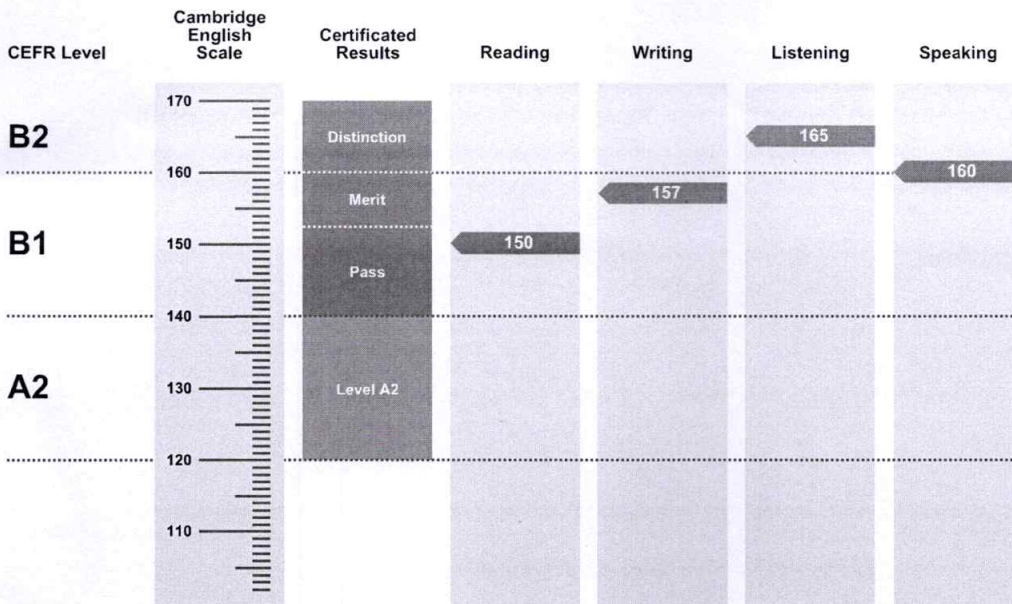 CEFR Level
Cambridge
English
Scale
Certificated
Results
Reading
Writing
Listening
Speaking
170
B2
Distinction
165
160
160
Merit
157
B1
150
150
Pass
140
A2
130
Level A2
120
110